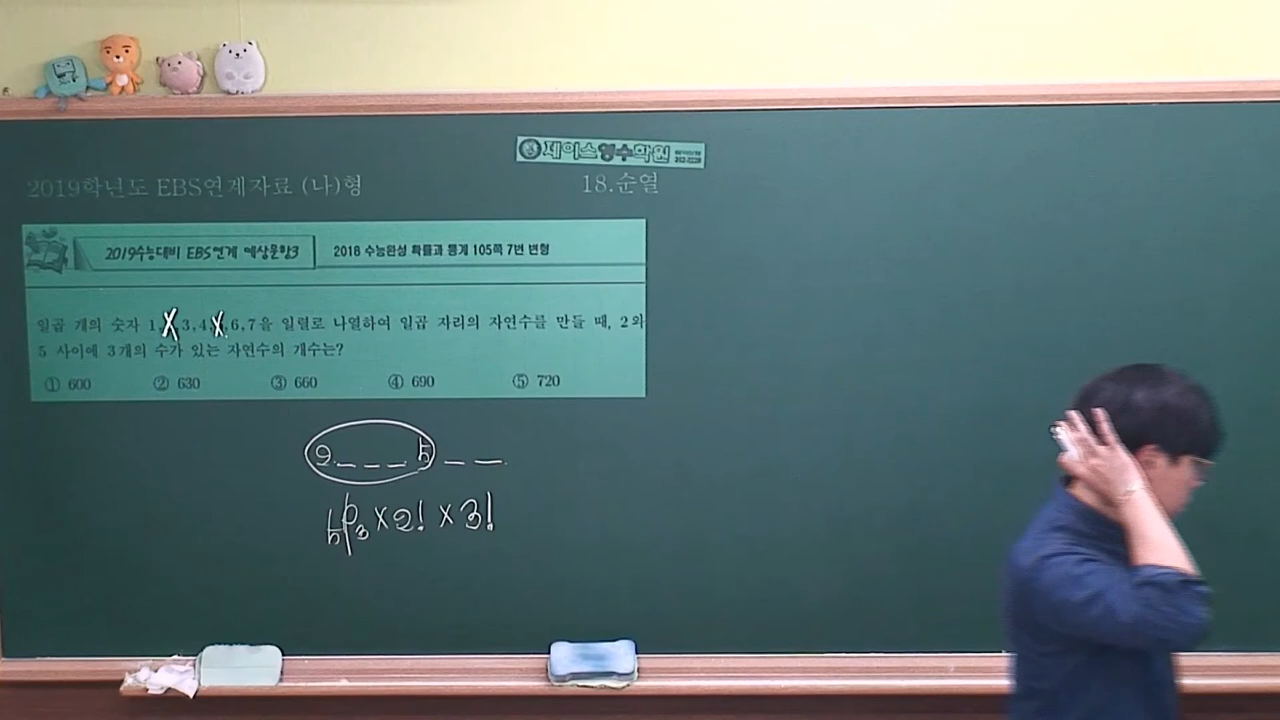 제이스영수학원
2019학년도 EBS연계자료 (나)형
18.순열
2019수능대비 EBS연계 예상문항3
2018 수능완성 확률과 통계 105쪽 7번 변형
일곱 개의 숫자 1, 3, 4, 6, 7을 일렬로 나열하여 일곱 자리의 자연수를 만들 때, 2와
5 사이에 3개의 수가 있는 자연수의 개수는?
① 600 ② 630 ③ 660 ④ 690 ⑤ 720
2 _ _ _ 5 _ _
₅P₃ × 2! × 3!